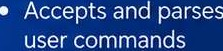 • Accepts and parses
user commands